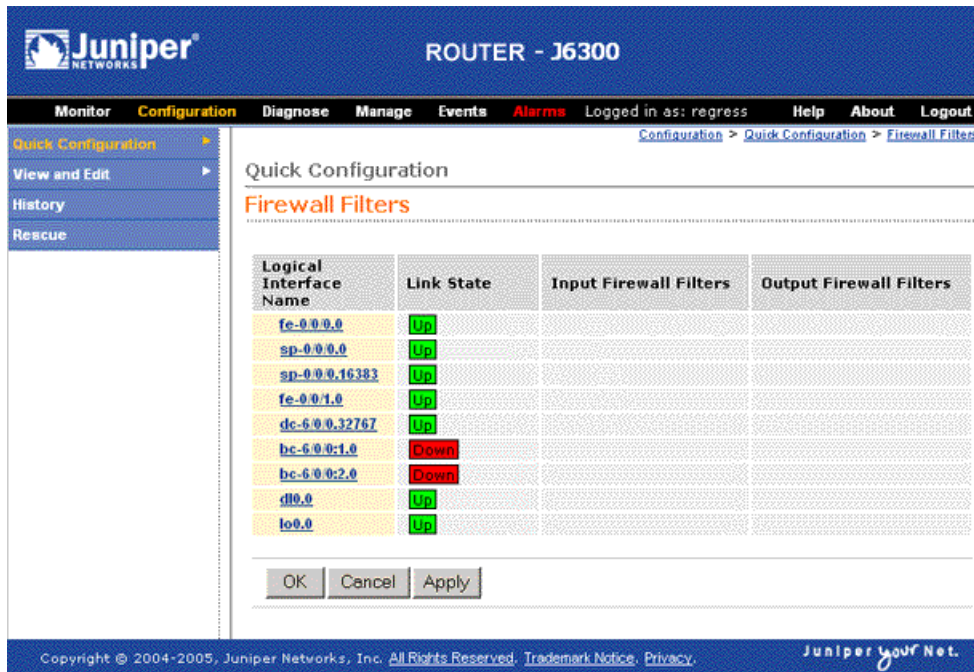 Juniper®
NETWORKS
ROUTER - J6300
Monitor Configuration Diagnose Manage Events Alarms Logged in as: regress Help About Logout
Configuration > Quick Configuration > Firewall Filters
Quick Configuration
View and Edit
History
Rescue
Quick Configuration
Firewall Filters
Logical Interface Name Link State Input Firewall Filters Output Firewall Filters
fe-0/0/0.0 Up
sp-0/0/0.0 Up
sp-0/0/0.16383 Up
fe-0/0/1.0 Up
dc-6/0/0.32767 Up
bc-6/0/0:1.0 Down
bc-6/0/0:2.0 Down
dl0.0 Up
lo0.0 Up
OK Cancel Apply
Copyright © 2004-2005, Juniper Networks, Inc. All Rights Reserved. Trademark Notice. Privacy.
Juniper your Net.